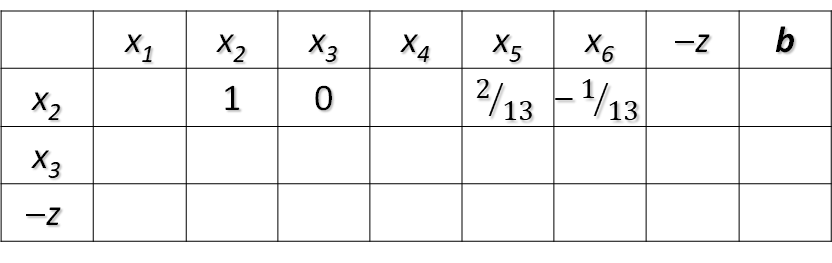 x₁ x₂ x₃ x₄ x₅ x₆ –z b
x₂ 1 0 2/13 – 1/13
x₃
–z